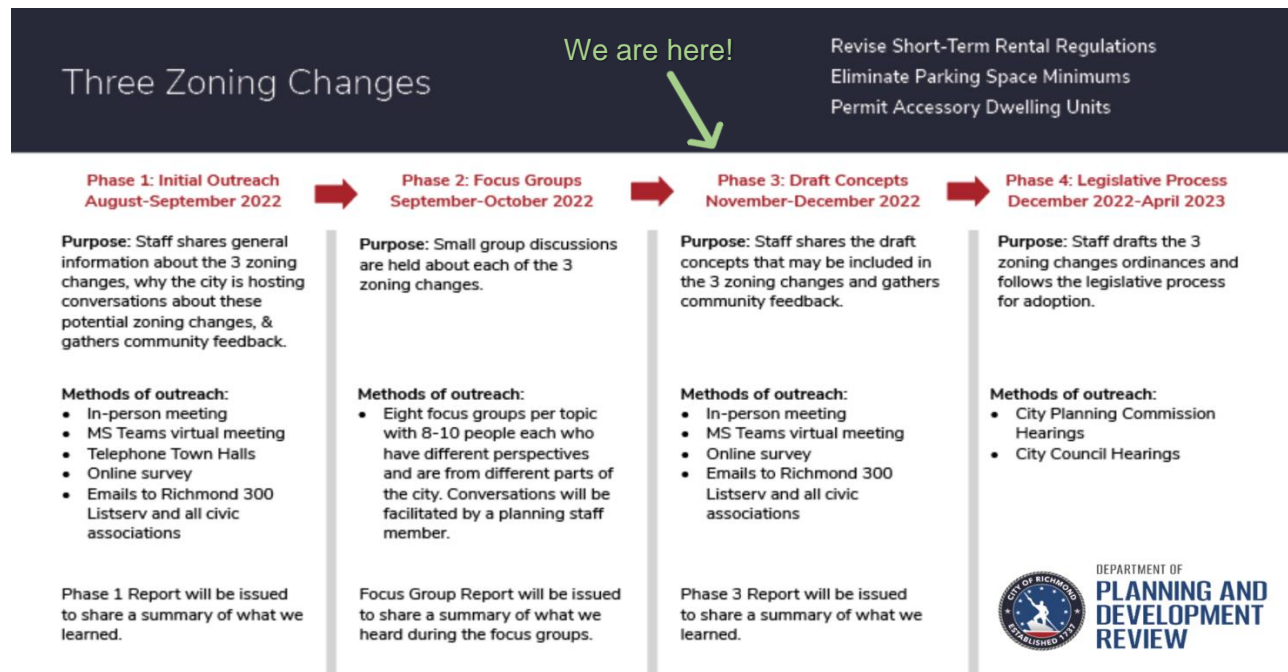 We are here!
Three Zoning Changes
Revise Short-Term Rental Regulations
Eliminate Parking Space Minimums
Permit Accessory Dwelling Units
Phase 1: Initial Outreach
August-September 2022
Purpose: Staff shares general
information about the 3 zoning
changes, why the city is hosting
conversations about these
potential zoning changes, &
gathers community feedback.
Methods of outreach:
• In-person meeting
• MS Teams virtual meeting
• Telephone Town Halls
• Online survey
• Emails to Richmond 300
Listserv and all civic
associations
Phase 1 Report will be issued
to share a summary of what we
learned.
Phase 2: Focus Groups
September-October 2022
Purpose: Small group discussions
are held about each of the 3
zoning changes.
Methods of outreach:
• Eight focus groups per topic
with 8-10 people each who
have different perspectives
and are from different parts of
the city. Conversations will be
facilitated by a planning staff
member.
Focus Group Report will be issued
to share a summary of what we
heard during the focus groups.
Phase 3: Draft Concepts
November-December 2022
Purpose: Staff shares the draft
concepts that may be included in
the 3 zoning changes and gathers
community feedback.
Methods of outreach:
• In-person meeting
• MS Teams virtual meeting
• Online survey
• Emails to Richmond 300
Listserv and all civic
associations
Phase 3 Report will be issued
to share a summary of what we
learned.
Phase 4: Legislative Process
December 2022-April 2023
Purpose: Staff drafts the 3
zoning changes ordinances and
follows the legislative process
for adoption.
Methods of outreach:
• City Planning Commission
Hearings
• City Council Hearings
CITY OF RICHMOND
ESTABLISHED 1737
DEPARTMENT OF
PLANNING AND
DEVELOPMENT
REVIEW